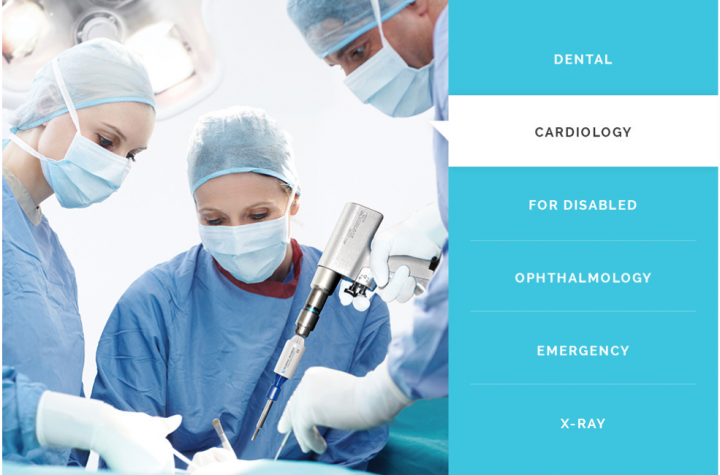 DENTAL
CARDIOLOGY
FOR DISABLED
OPHTHALMOLOGY
EMERGENCY
X-RAY